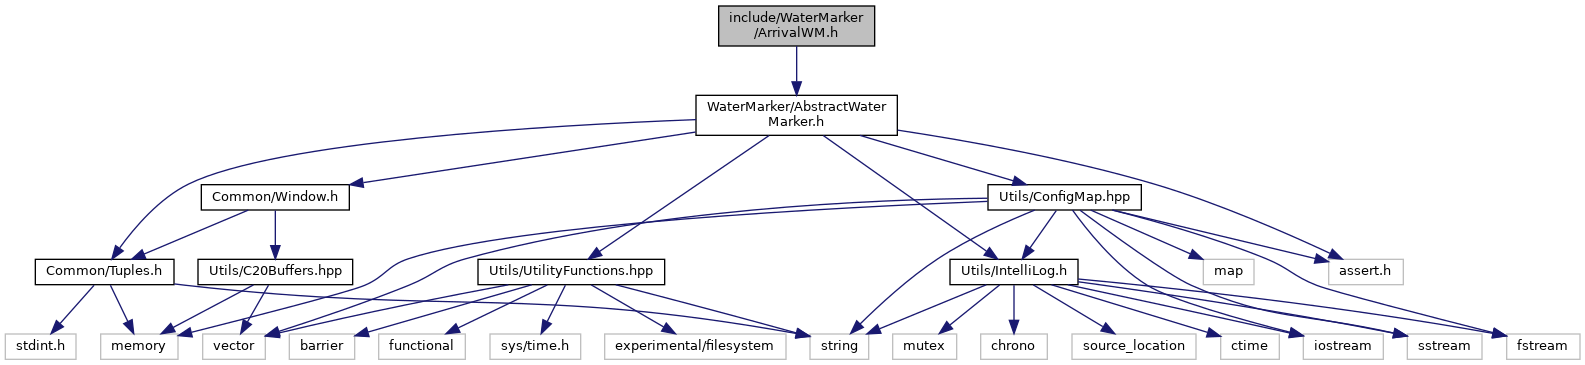 include/WaterMarker
/ArrivalWM.h
WaterMarker/AbstractWater
Marker.h
Common/Window.h
Utils/ConfigMap.hpp
Common/Tuples.h
Utils/C20Buffers.hpp
Utils/UtilityFunctions.hpp
Utils/IntelliLog.h
map
assert.h
stdint.h
memory
vector
barrier
functional
sys/time.h
experimental/filesystem
string
mutex
chrono
source_location
ctime
iostream
sstream
fstream